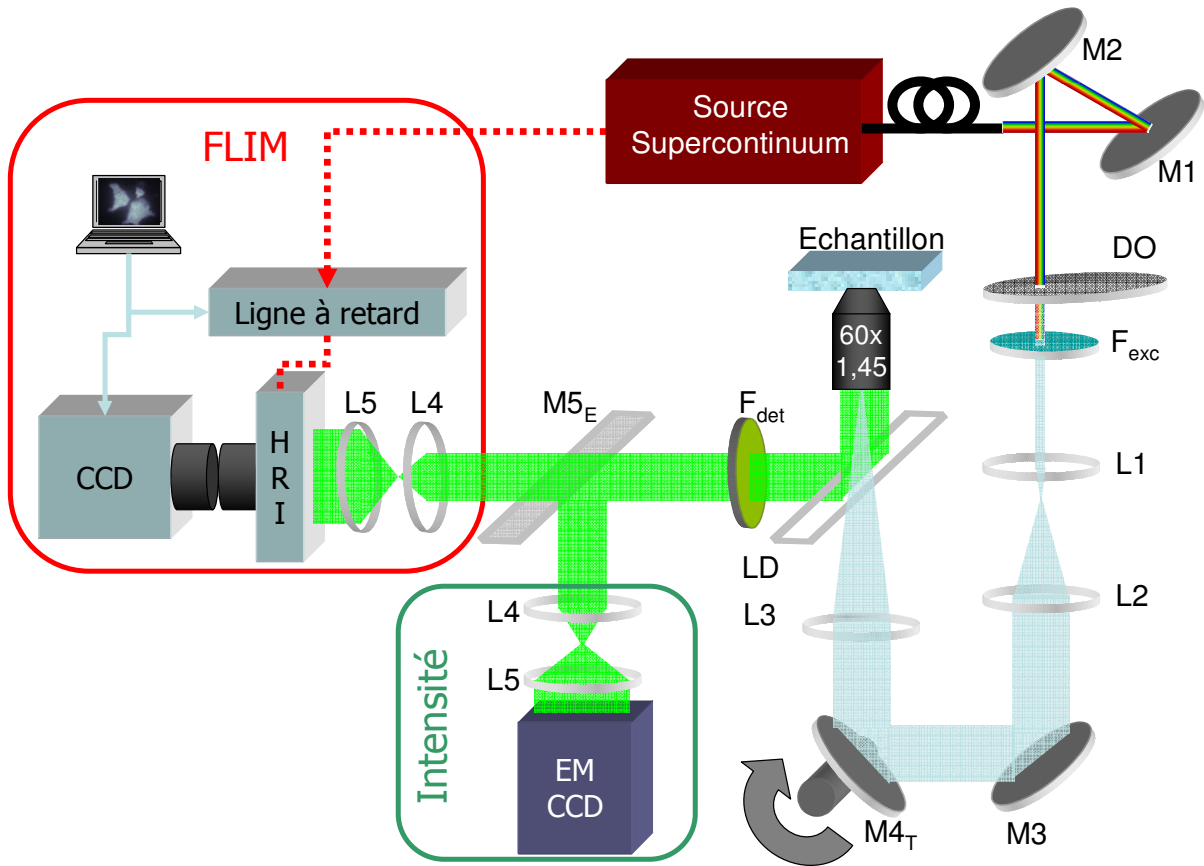 M2
Source
Supercontinuum
M1
FLIM
Echantillon
DO
Ligne à retard
60x
1,45
Fexc
L5
L4
M5E
Fdet
H
R
I
CCD
L1
LD
L2
L4
L3
L5
Intensité
EM
CCD
M4T
M3